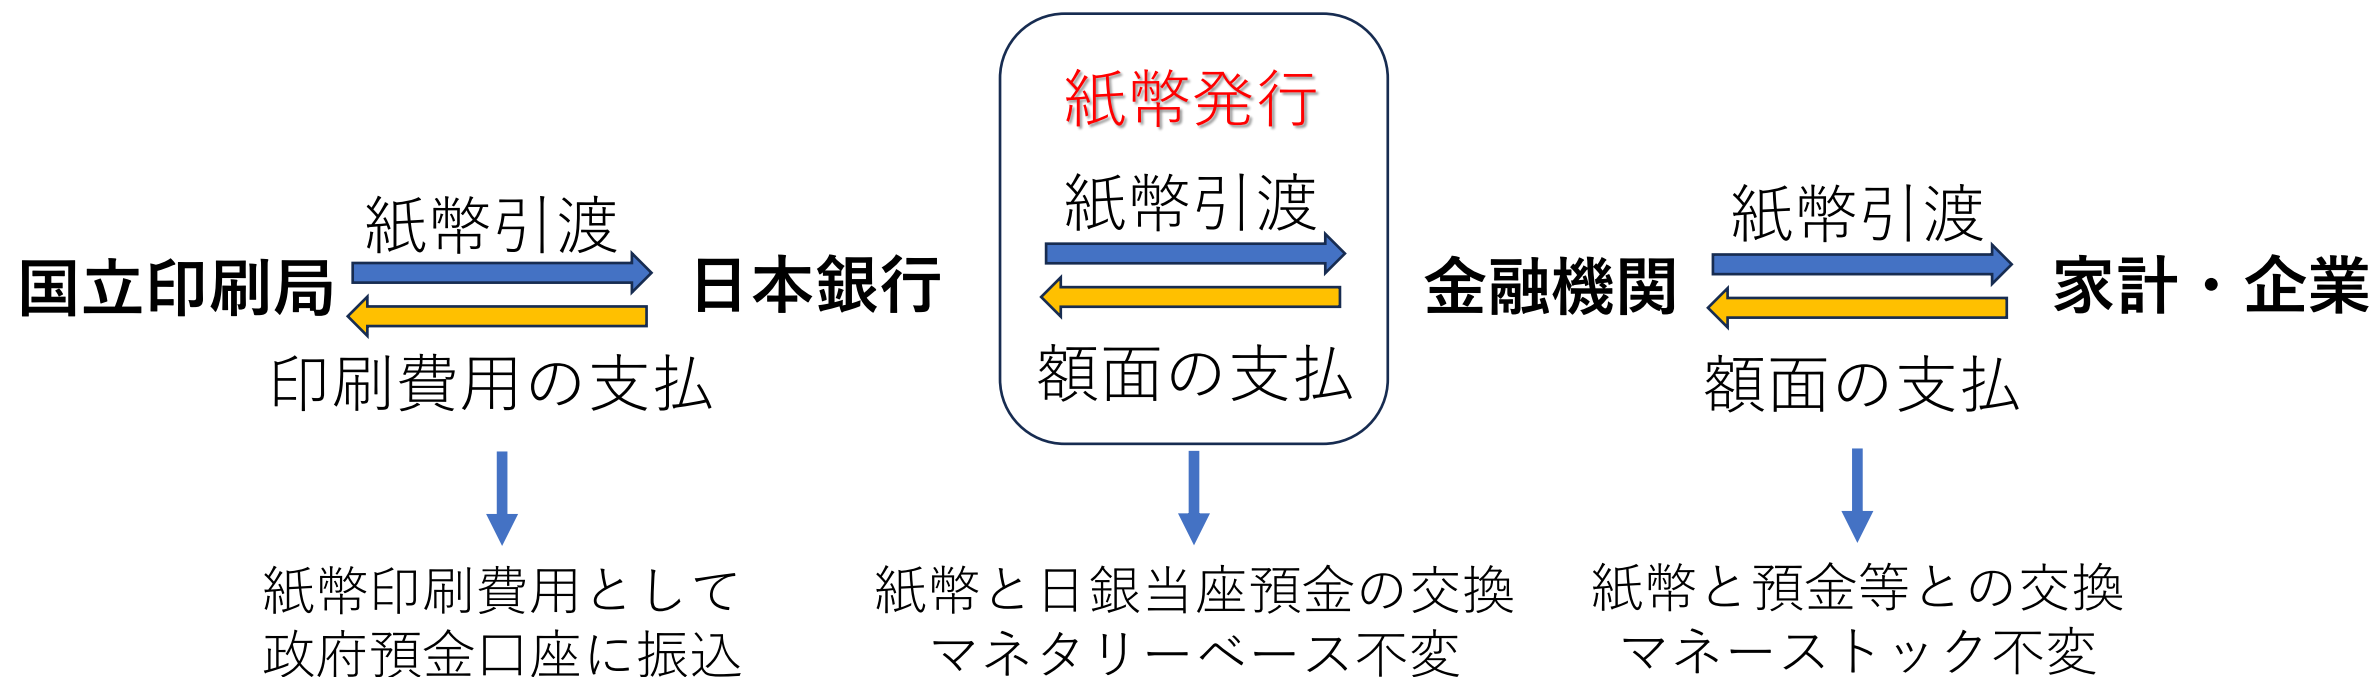 紙幣発行
紙幣引渡
紙幣引渡
紙幣引渡
国立印刷局
日本銀行
金融機関
家計・企業
印刷費用の支払
額面の支払
額面の支払
紙幣印刷費用として
政府預金口座に振込
紙幣と日銀当座預金の交換
マネタリーベース不変
紙幣と預金等との交換
マネーストック不変